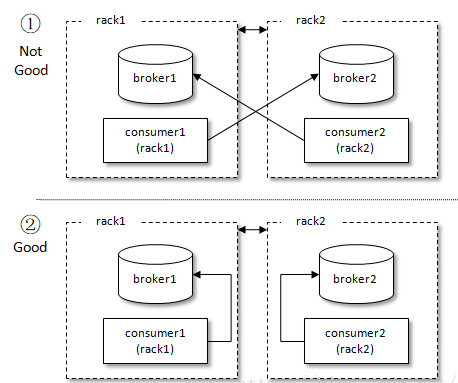 ①
Not
Good
rack1
rack2
broker1
broker2
consumer1
(rack1)
consumer2
(rack2)
②
Good
rack1
rack2
broker1
broker2
consumer1
(rack1)
consumer2
(rack2)